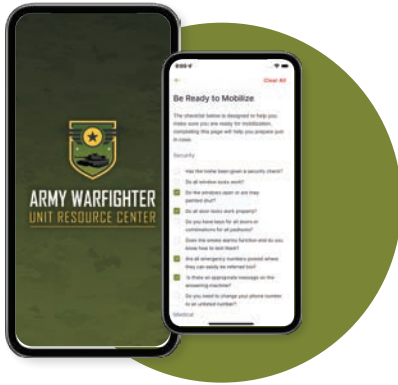 ARMY WARFIGHTER
UNIT RESOURCE CENTER
Clear All
Be Ready to Mobilize
The checklist below is designed to help you
make sure you are ready for mobilization,
completing this page will help you prepare just
in case.
Security
Has the home been given a security check?
Do all window locks work?
Do the windows open or are they
painted shut?
Do all door locks work properly?
Do you have keys for all doors or
combinations for all padlocks?
Does the smoke alarms function and do you
know how to test them?
Are all emergency numbers posted where
they can easily be referred too?
Is there an appropriate message on the
answering machine?
Do you need to change your phone number
to an unlisted number?
Medical